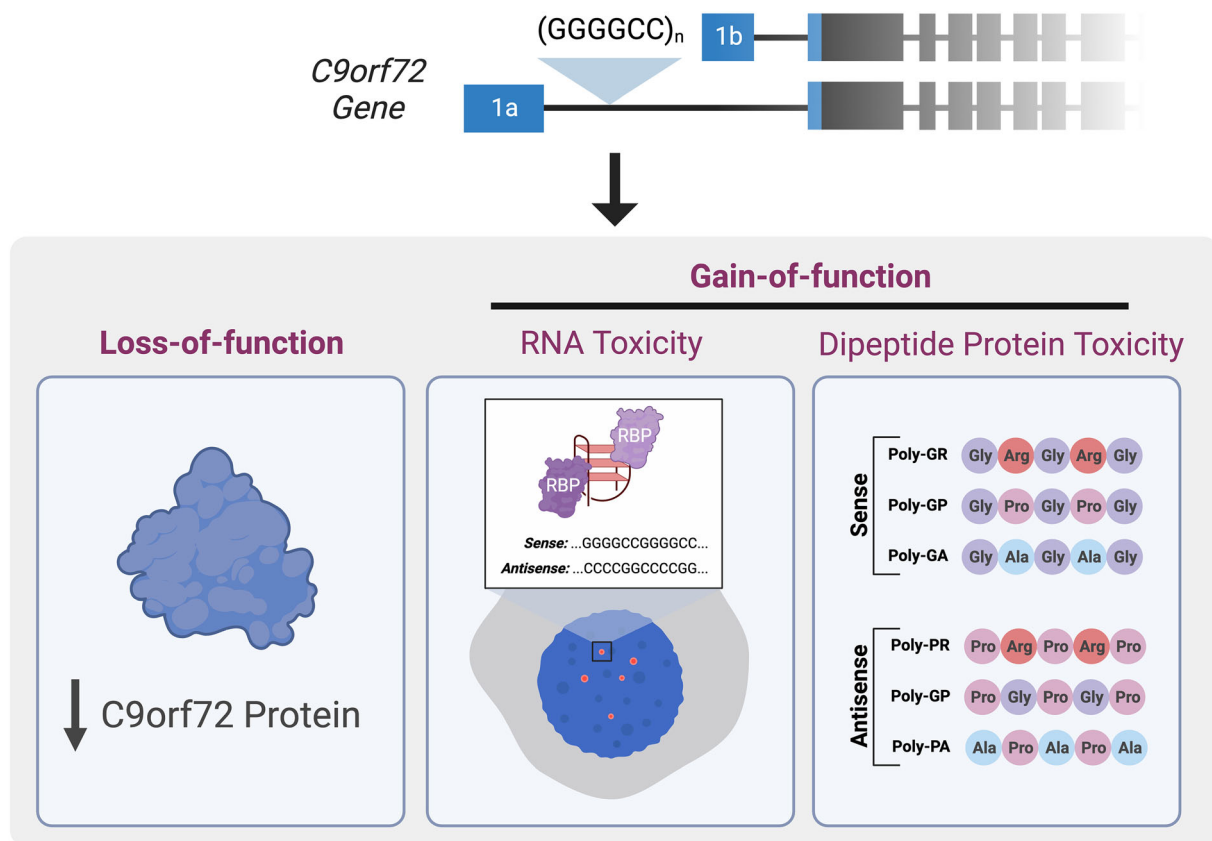 (GGGGCC)n
1b
C9orf72
Gene
1a
Gain-of-function
Loss-of-function
RNA Toxicity
Dipeptide Protein Toxicity
C9orf72 Protein
RBP
RBP
Sense: ...GGGGCCGGGGCC...
Antisense: ...CCCCGGCCCCGG...
Sense
Poly-GR Gly Arg Gly Arg Gly
Poly-GP Gly Pro Gly Pro Gly
Poly-GA Gly Ala Gly Ala Gly
Antisense
Poly-PR Pro Arg Pro Arg Pro
Poly-GP Pro Gly Pro Gly Pro
Poly-PA Ala Pro Ala Pro Ala